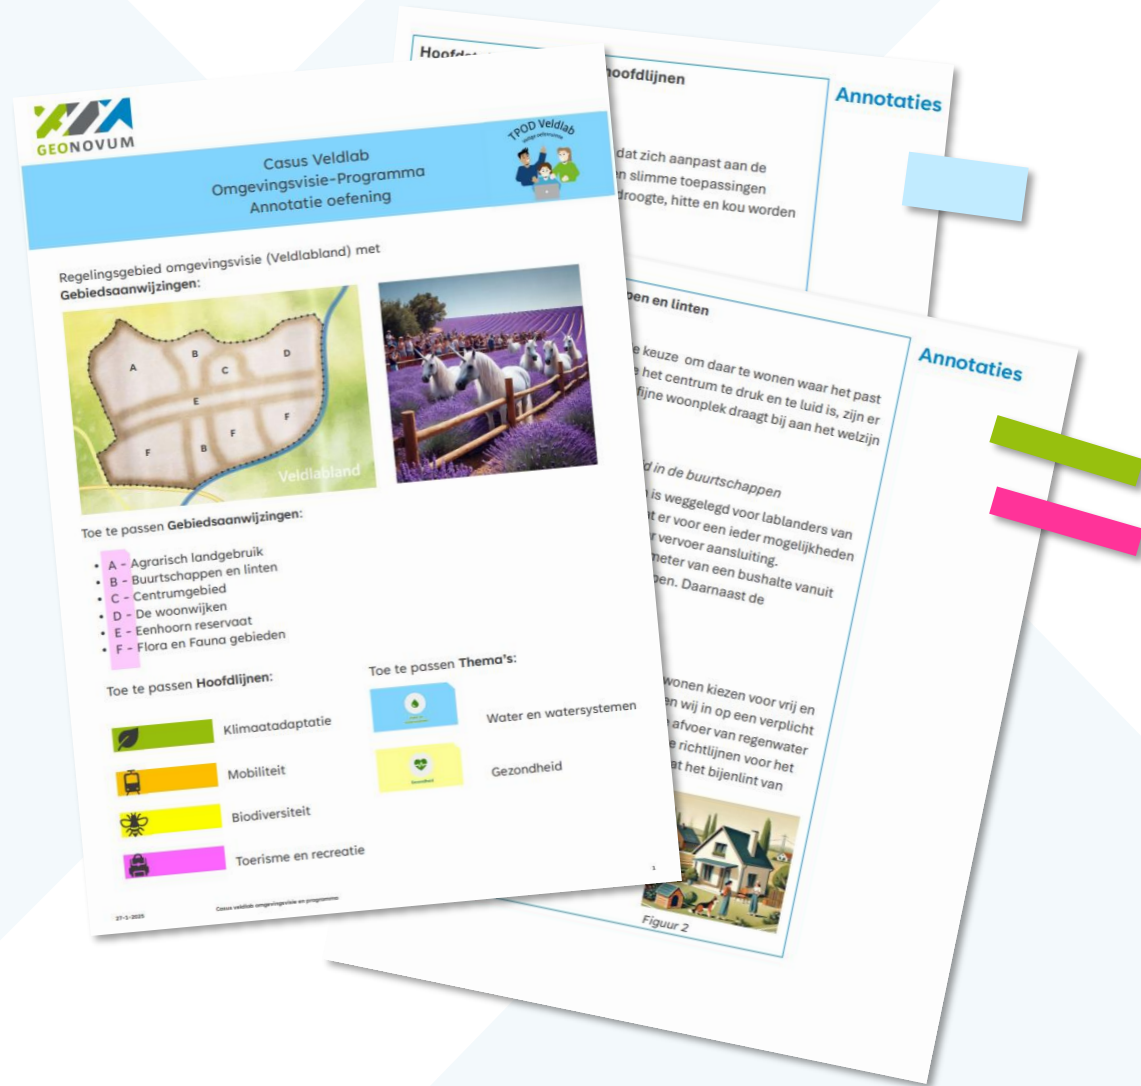 GEONOVUM
TPOD Veldlab
Casus Veldlab
Omgevingsvisie-Programma
Annotatie oefening
Regelingsgebied omgevingsvisie (Veldlabland) met
Gebiedsaanwijzingen:
A
B
C
D
E
F
F
F
B
Veldlabland
Toe te passen Gebiedsaanwijzingen:
• A - Agrarisch landgebruik
• B - Buurtschappen en linten
• C - Centrumgebied
• D - De woonwijken
• E - Eenhoorn reservaat
• F - Flora en Fauna gebieden
Toe te passen Hoofdlijnen:
Klimaatadaptatie
Mobiliteit
Biodiversiteit
Toerisme en recreatie
Toe te passen Thema's:
Water en watersystemen
Gezondheid
Gezondheid
27-1-2025
Casus veldlab omgevingsvisie en programma
1
hoofdlijnen
Annotaties
dat zich aanpast aan de
slimme toepassingen
droogte, hitte en kou worden
en linten
Annotaties
keuze om daar te wonen waar het past
het centrum te druk en te luid is, zijn er
fijne woonplek draagt bij aan het welzijn
in de buurtschappen
is weggelegd voor lablanders van
er voor een ieder mogelijkheden
vervoer aansluiting.
meter van een bushalte vanuit
Daarnaast de
wonen kiezen voor vrij en
wij in op een verplicht
afvoer van regenwater
richtlijnen voor het
het bijenlint van
Figuur 2